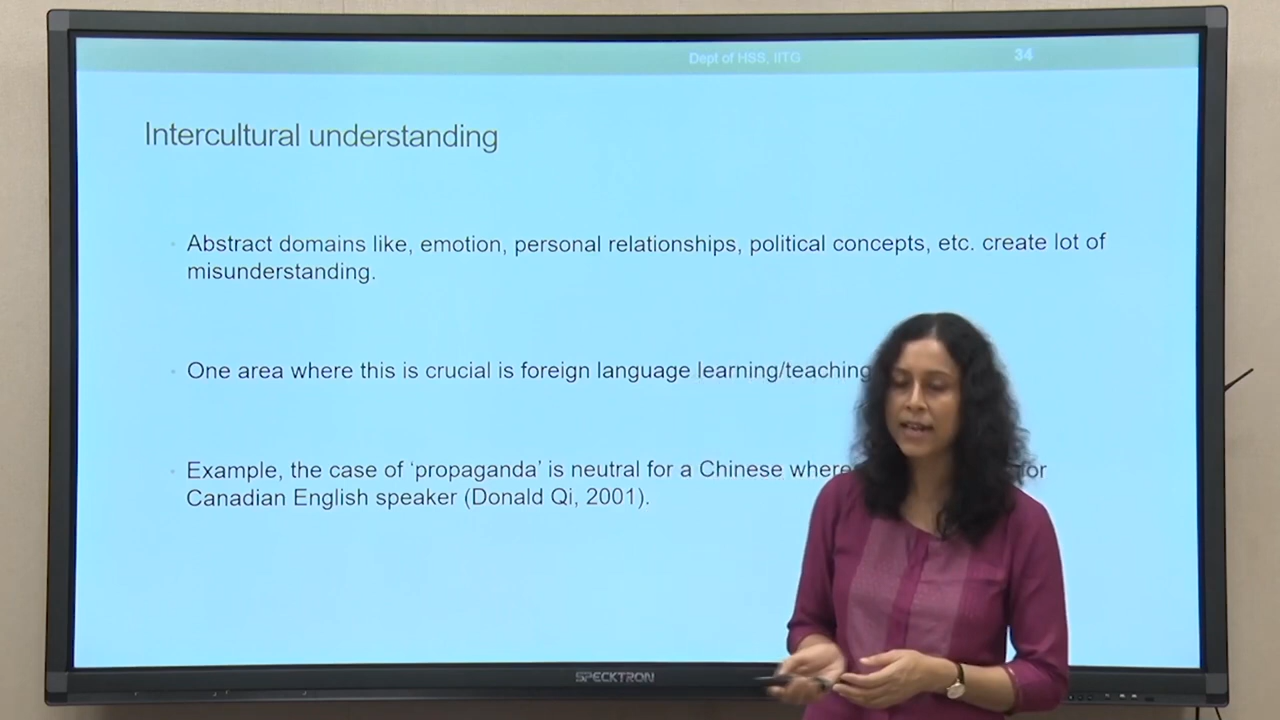 Dept of HSS, IITG
34
Intercultural understanding
Abstract domains like, emotion, personal relationships, political concepts, etc. create lot of
misunderstanding.
One area where this is crucial is foreign language learning/teaching
Example, the case of ‘propaganda’ is neutral for a Chinese for
Canadian English speaker (Donald Qi, 2001).
SPECKTRON